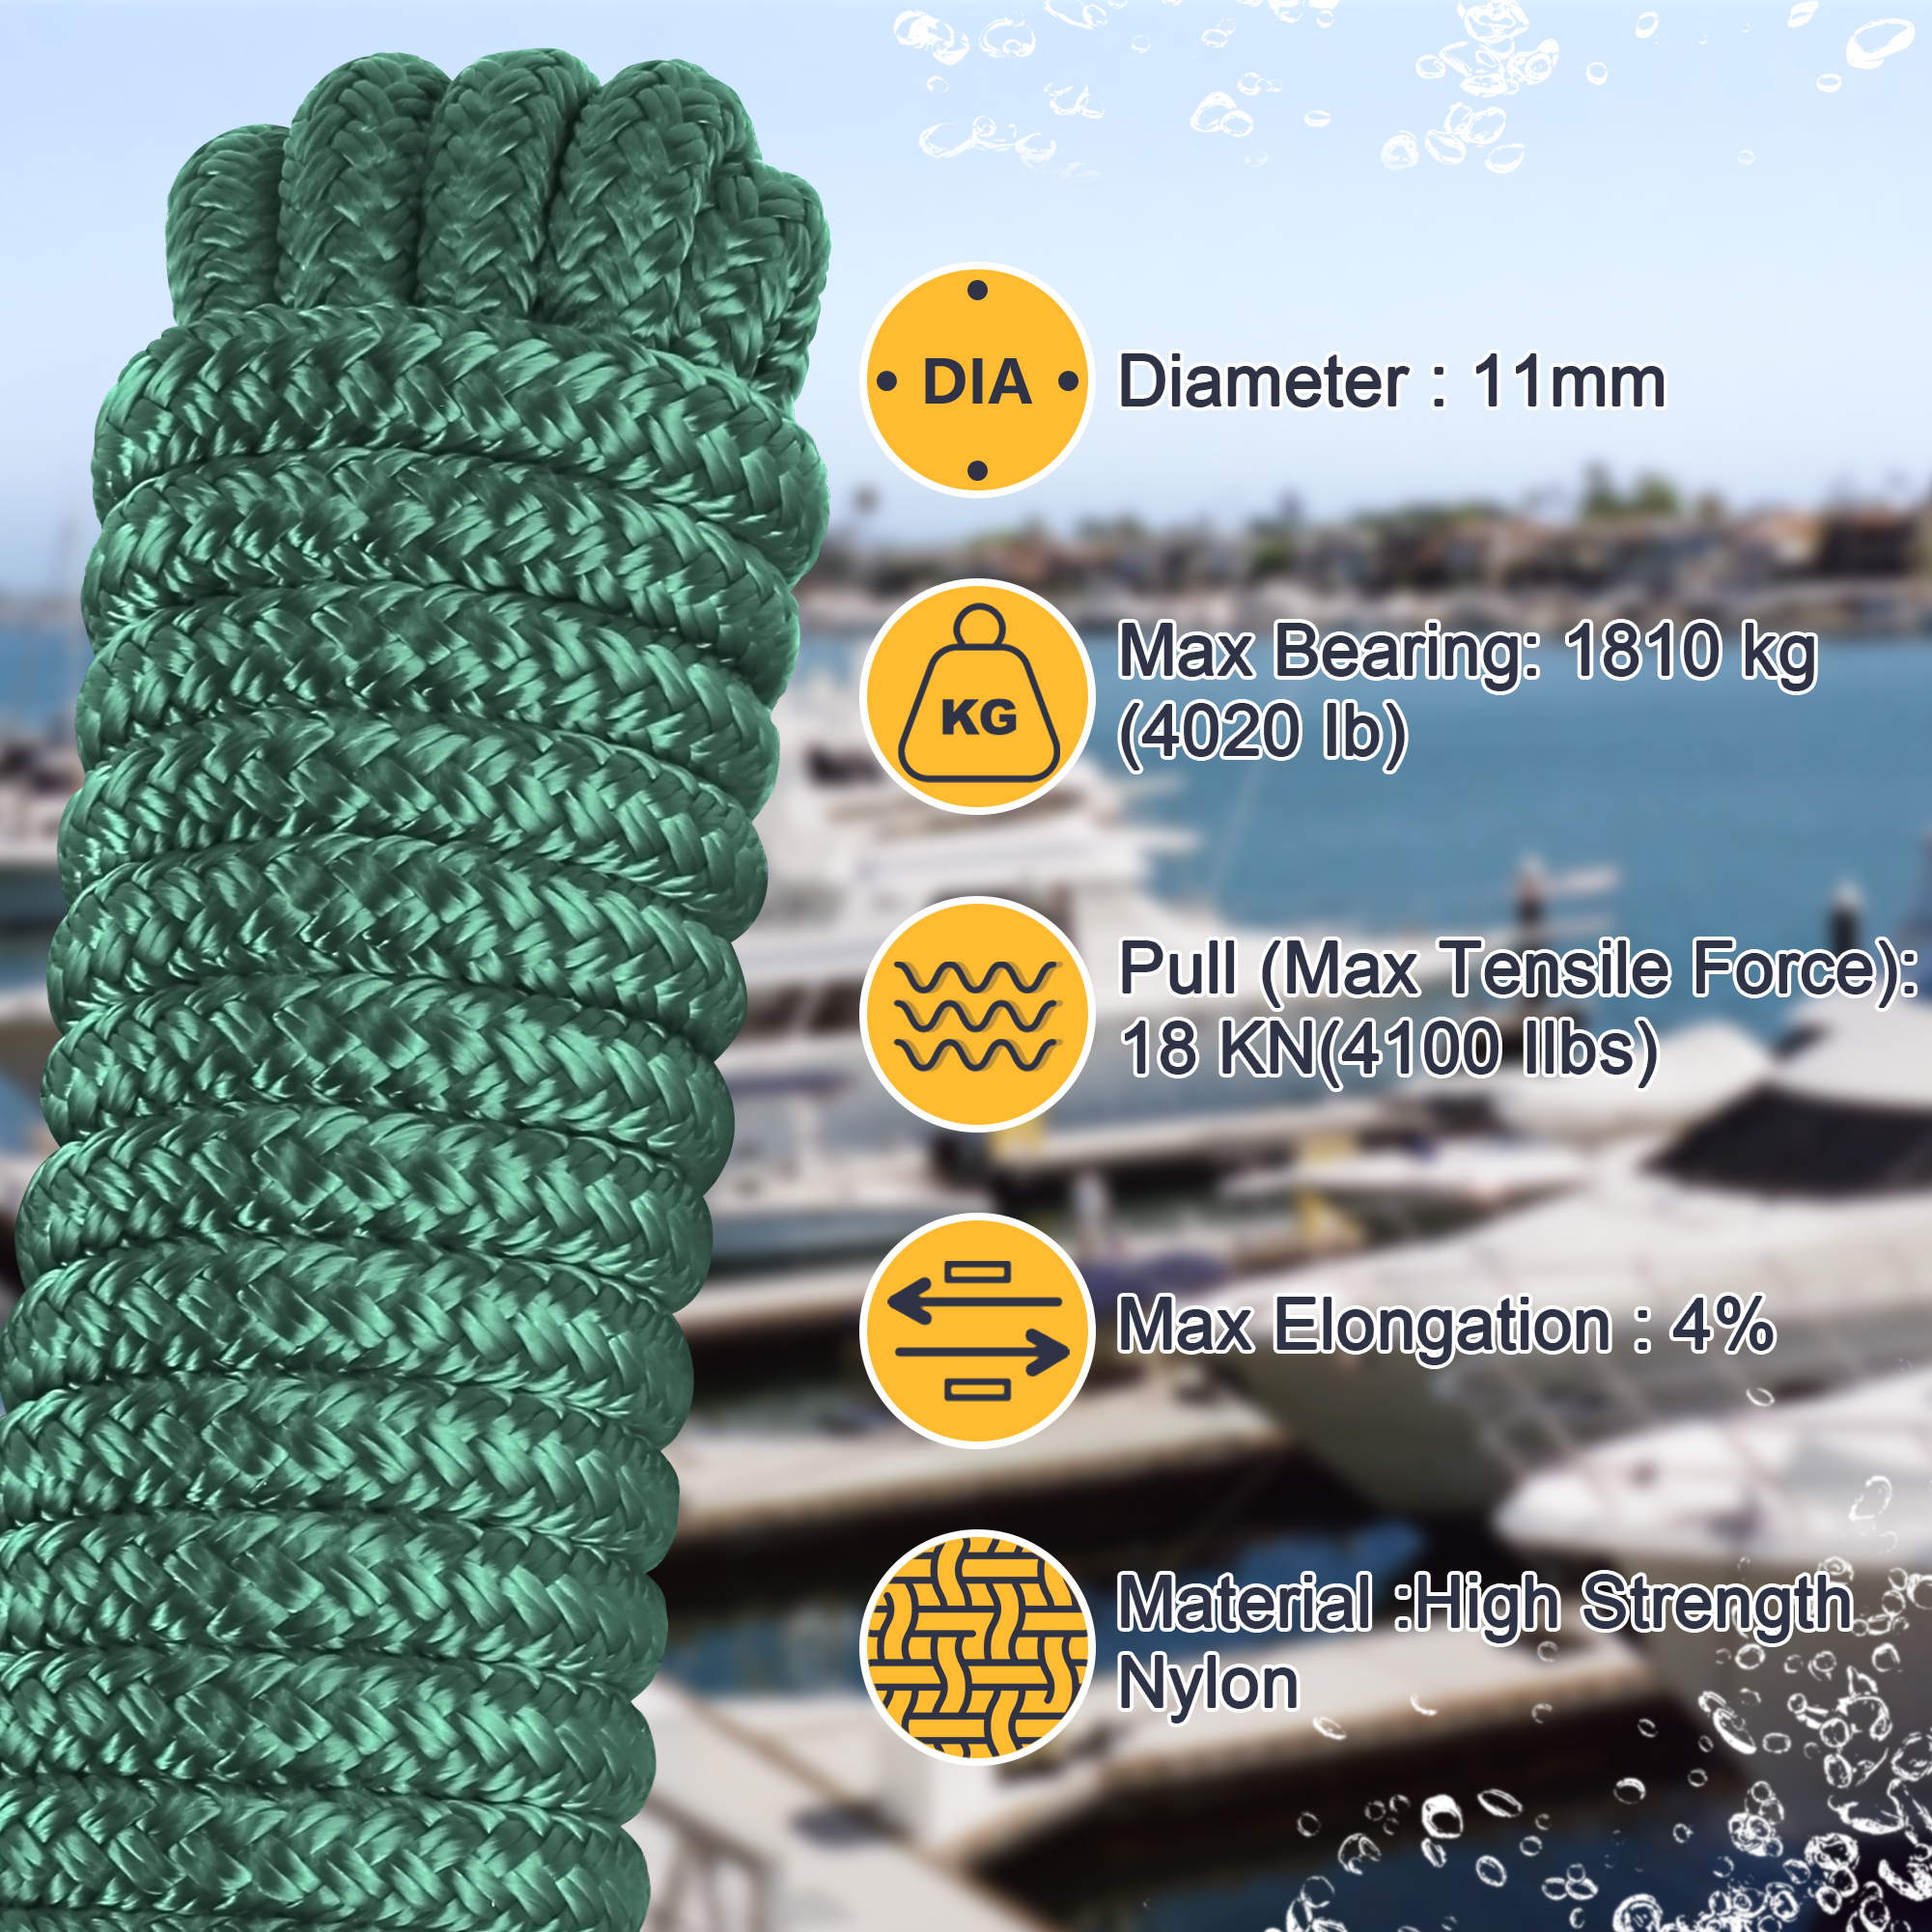 DIA
Diameter : 11mm
KG
Max Bearing: 1810 kg
(4020 lb)
Pull (Max Tensile Force):
18 KN(4100 llbs)
Max Elongation : 4%
Material :High Strength
Nylon